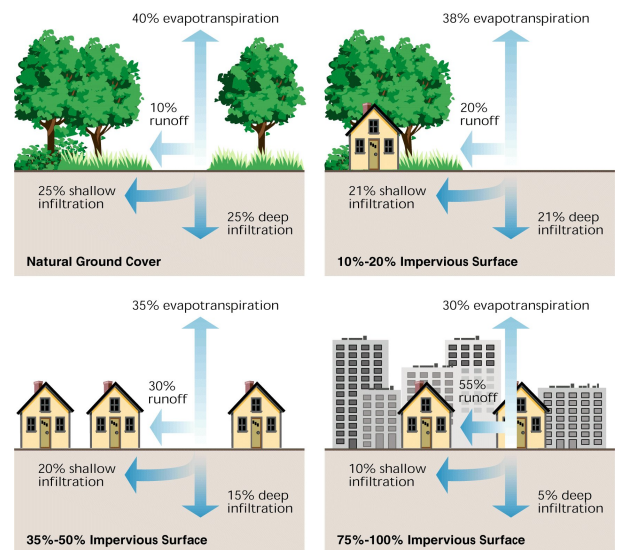 40% evapotranspiration
10%
runoff
25% shallow
infiltration
25% deep
infiltration
Natural Ground Cover
38% evapotranspiration
20%
runoff
21% shallow
infiltration
21% deep
infiltration
10%-20% Impervious Surface
35% evapotranspiration
30%
runoff
20% shallow
infiltration
15% deep
infiltration
35%-50% Impervious Surface
30% evapotranspiration
55%
runoff
10% shallow
infiltration
5% deep
infiltration
75%-100% Impervious Surface